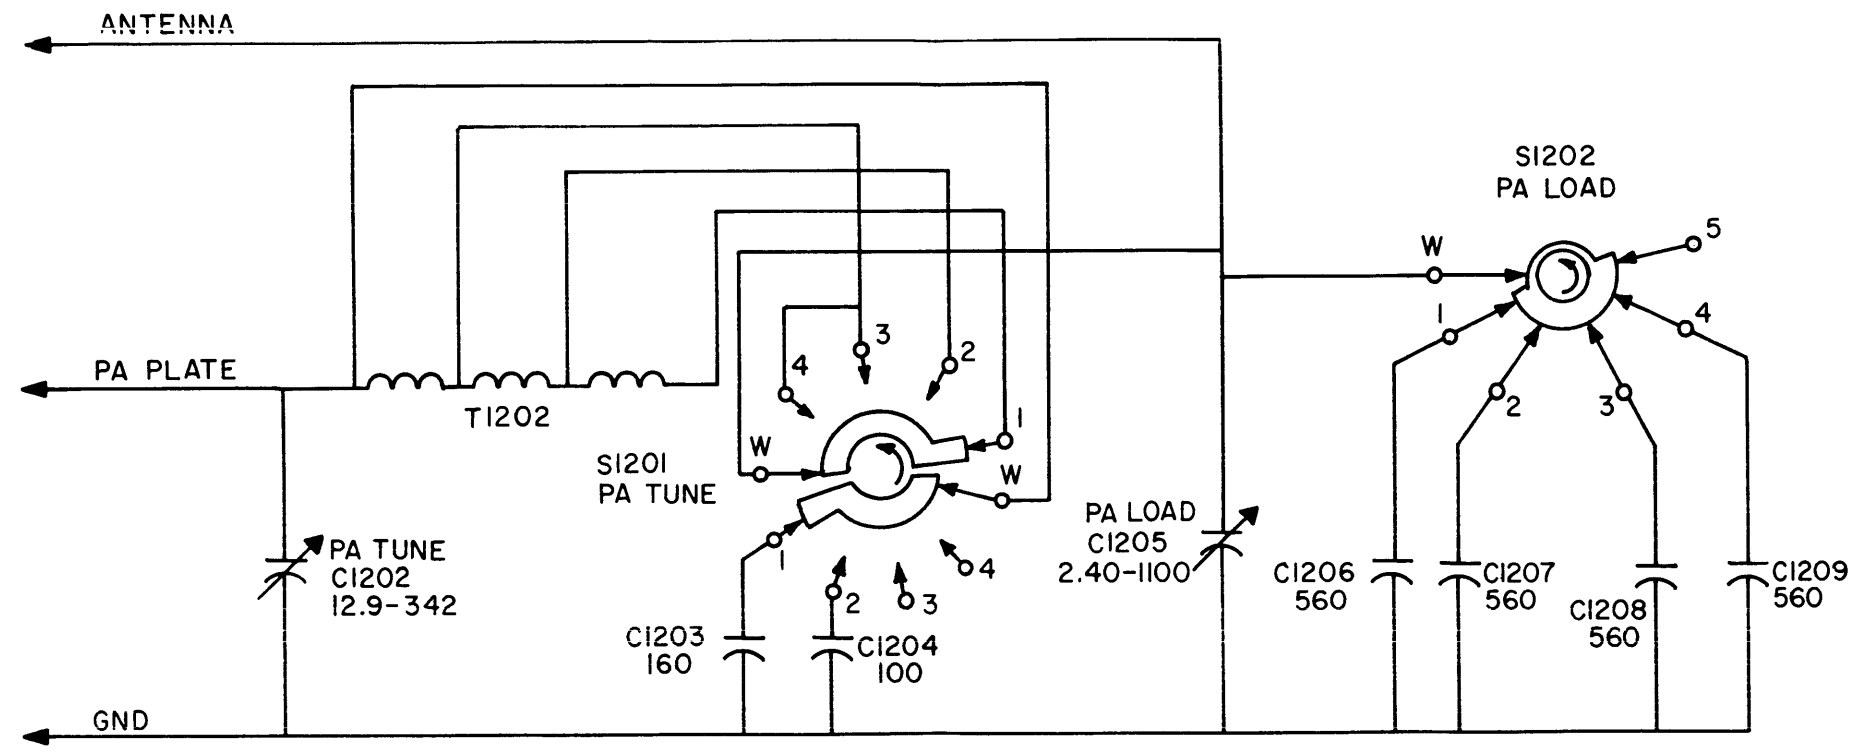 ANTENNA
S1202
PA LOAD
5
W
1
4
2
3
3
2
4
1
PA PLATE
T1202
W
W
S1201
PA TUNE
1
2
3
4
PA TUNE
C1202
12.9-342
PA LOAD
C1205
2.40-1100
C1203
160
C1204
100
C1206
560
C1207
560
C1208
560
C1209
560
GND